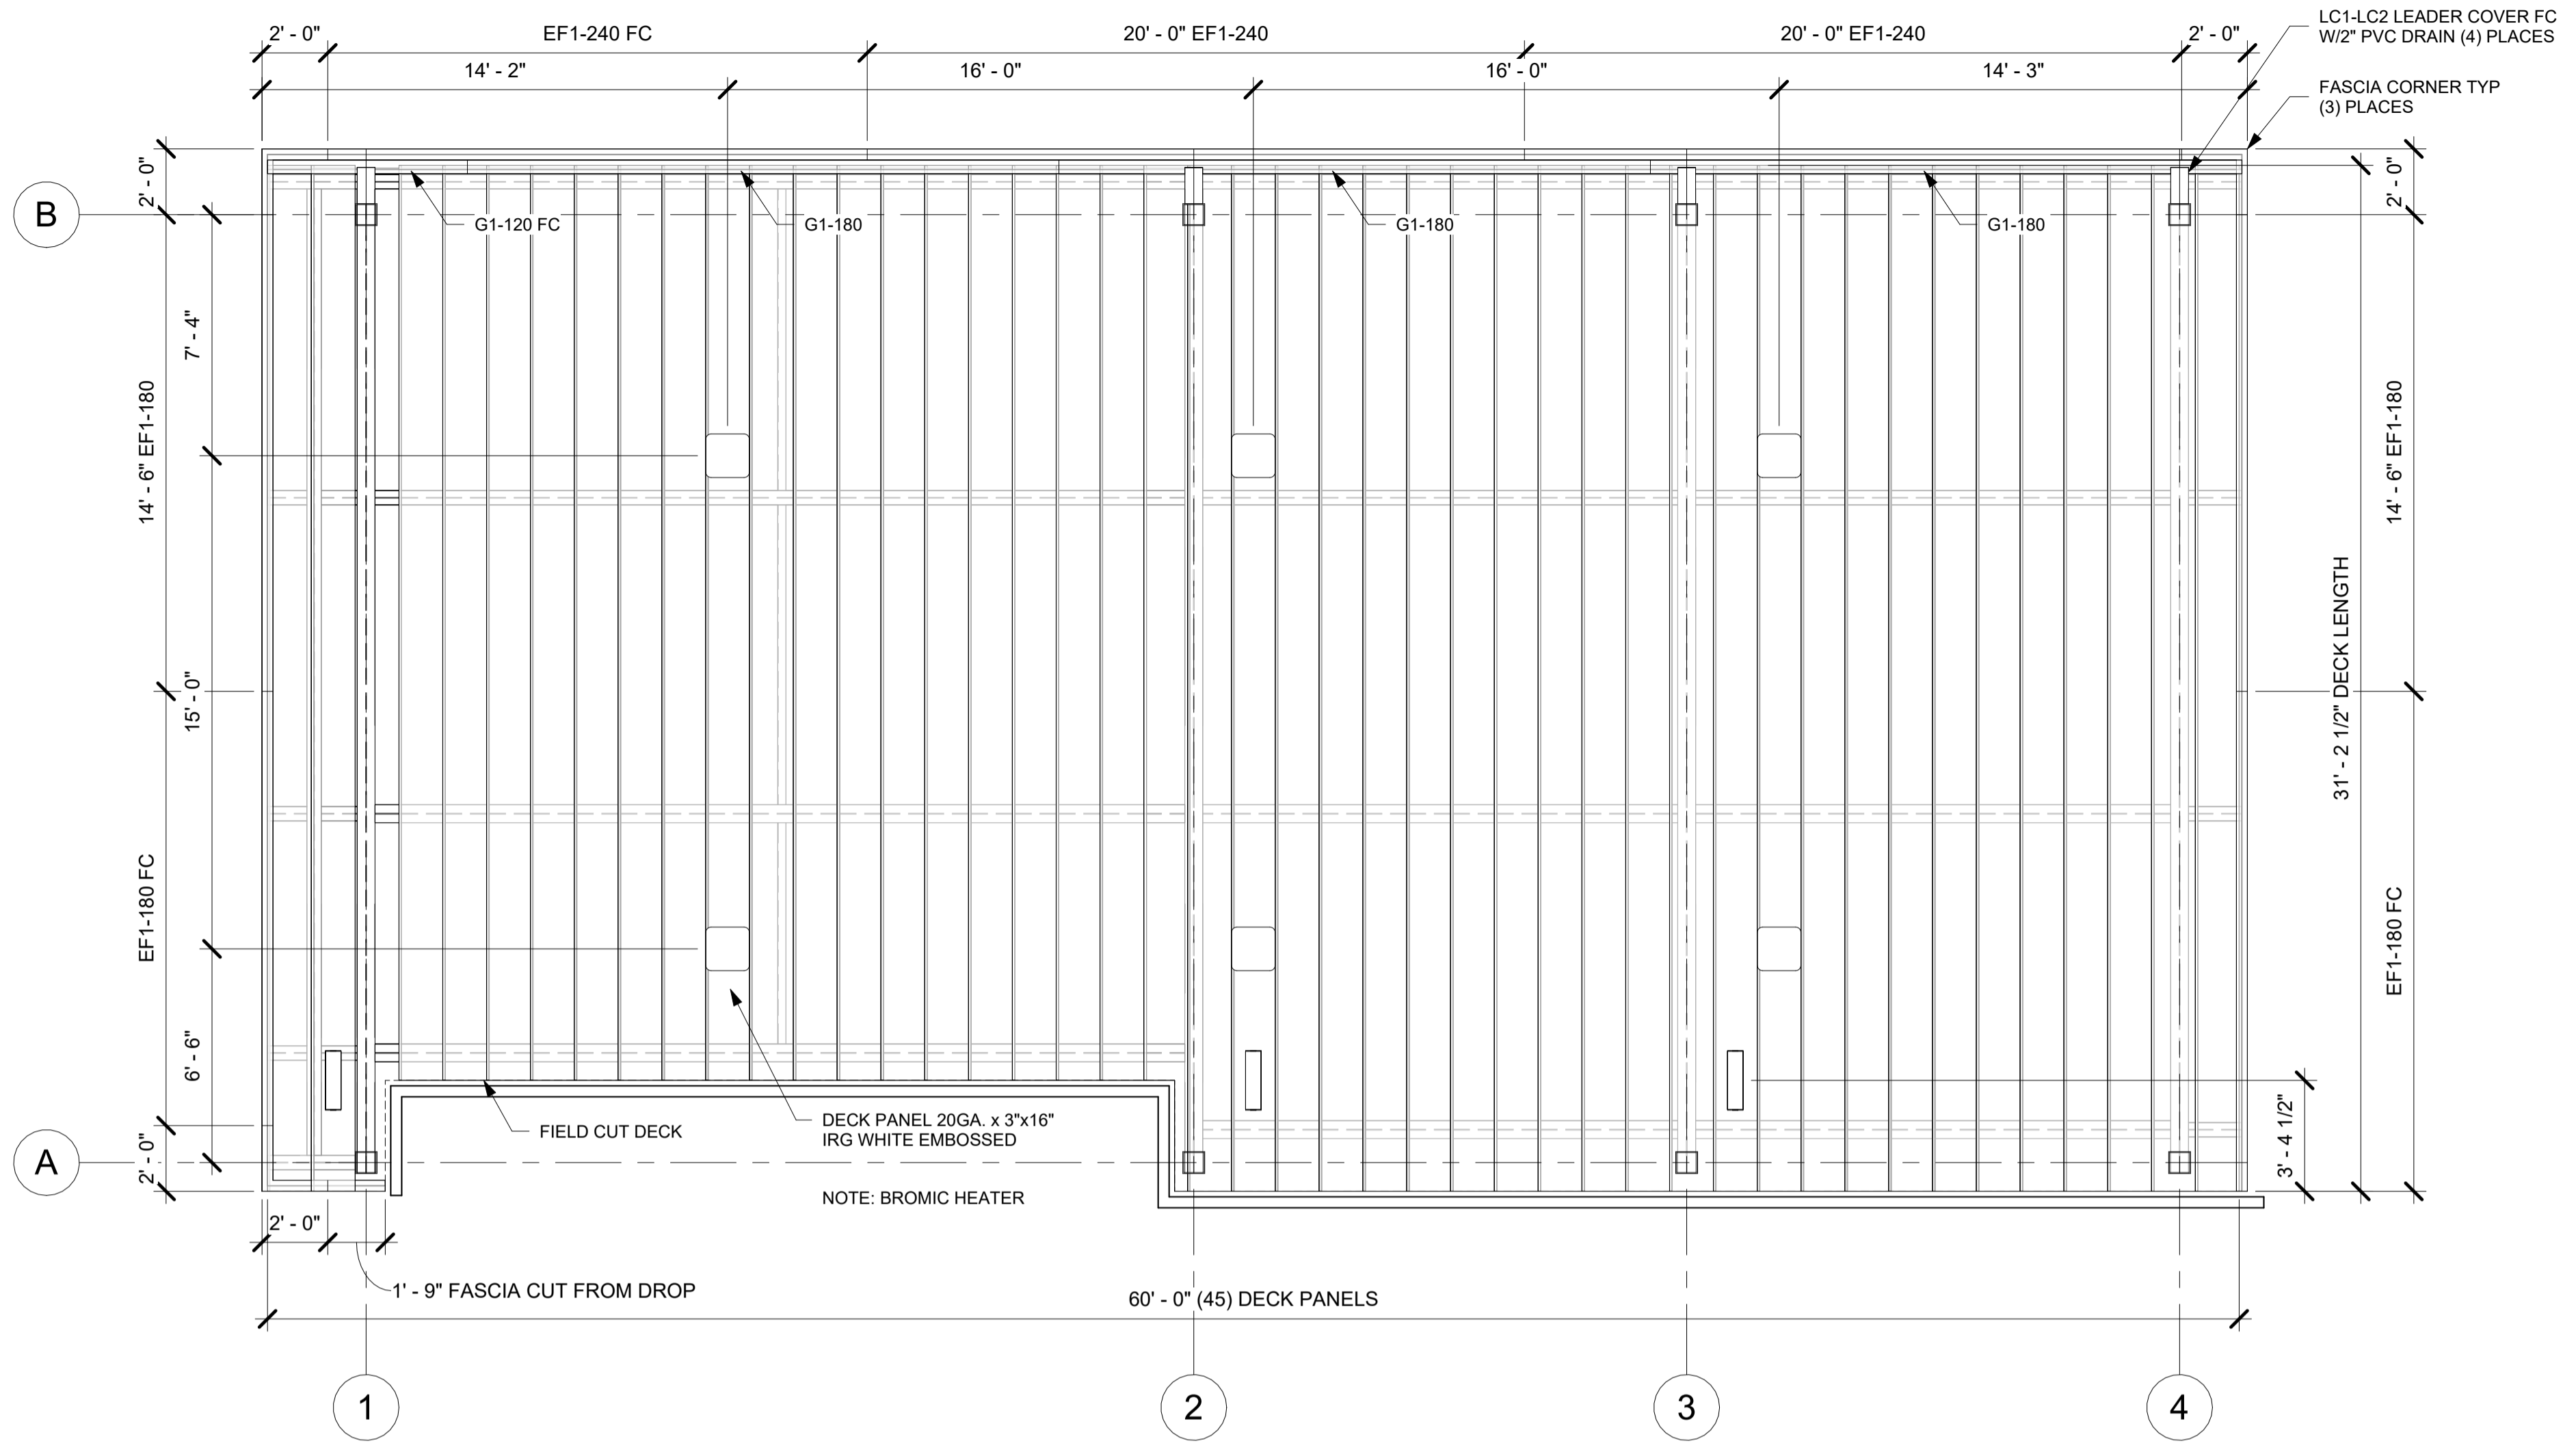 2' - 0"
EF1-240 FC
20' - 0" EF1-240
20' - 0" EF1-240
2' - 0"
LC1-LC2 LEADER COVER FC
W/2" PVC DRAIN (4) PLACES
14' - 2"
16' - 0"
16' - 0"
14' - 3"
FASCIA CORNER TYP
(3) PLACES
2' - 0"
2' - 0"
B
G1-120 FC
G1-180
G1-180
G1-180
7' - 4"
14' - 6" EF1-180
14' - 6" EF1-180
31' - 2 1/2" DECK LENGTH
15' - 0"
EF1-180 FC
EF1-180 FC
6' - 6"
3' - 4 1/2"
FIELD CUT DECK
DECK PANEL 20GA. x 3"x16"
IRG WHITE EMBOSSED
A
2' - 0"
NOTE: BROMIC HEATER
2' - 0"
1' - 9" FASCIA CUT FROM DROP
60' - 0" (45) DECK PANELS
1
2
3
4